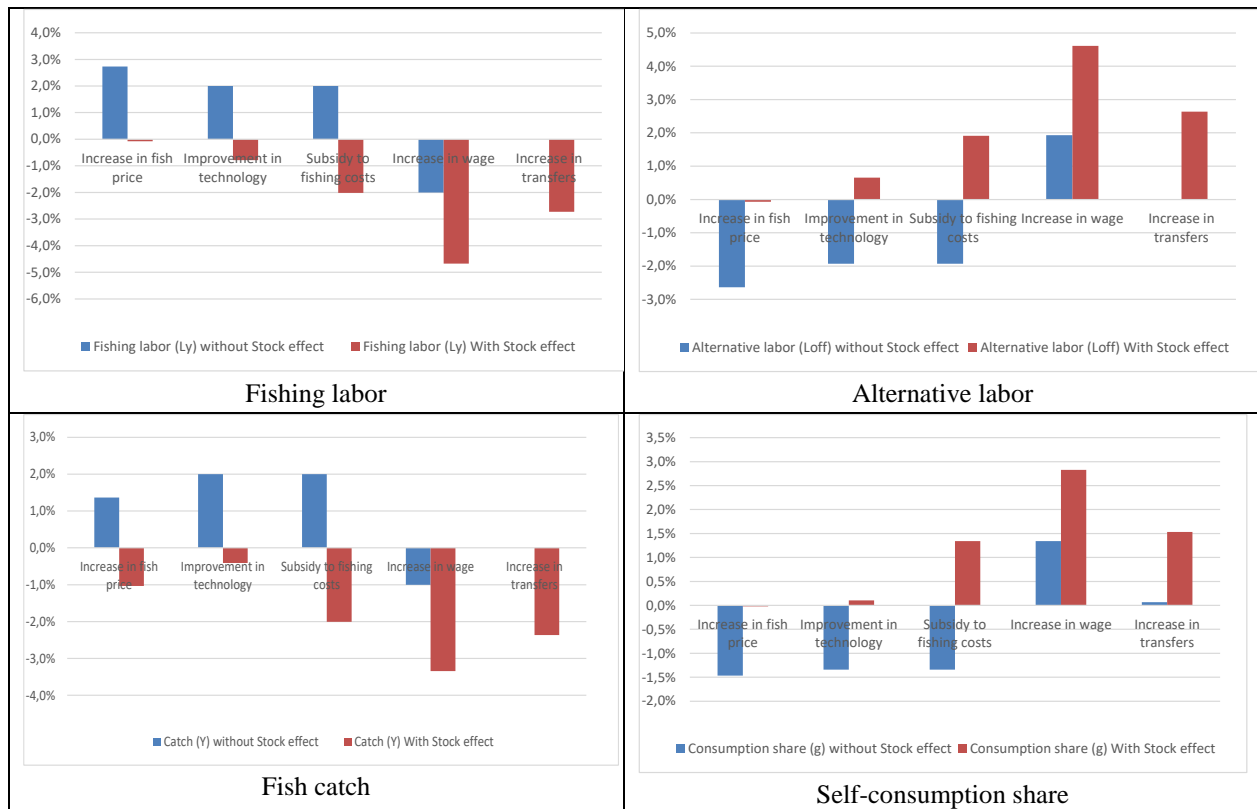 4,0%
3,0%
2,0%
1,0%
0,0%
-1,0%
-2,0%
-3,0%
-4,0%
-5,0%
-6,0%
Increase in fish
price
Improvement in
technology
Subsidy to
fishing costs
Increase in wage
Increase in
transfers
Fishing labor (Ly) without Stock effect
Fishing labor (Ly) With Stock effect
Fishing labor
5,0%
4,0%
3,0%
2,0%
1,0%
0,0%
-1,0%
-2,0%
-3,0%
Increase in fish
price
Improvement in
technology
Subsidy to
fishing costs
Increase in wage
Increase in
transfers
Alternative labor (Loff) without Stock effect
Alternative labor (Loff) With Stock effect
Alternative labor
3,0%
2,0%
1,0%
0,0%
-1,0%
-2,0%
-3,0%
-4,0%
Increase in fish
price
Improvement in
technology
Subsidy to fishing
costs
Increase in wage
Increase in
transfers
Catch (Y) without Stock effect
Catch (Y) With Stock effect
Fish catch
3,5%
3,0%
2,5%
2,0%
1,5%
1,0%
0,5%
0,0%
-0,5%
-1,0%
-1,5%
-2,0%
Increase in fish
price
Improvement in
technology
Subsidy to
fishing costs
Increase in wage
Increase in
transfers
Consumption share (g) without Stock effect
Consumption share (g) With Stock effect
Self-consumption share